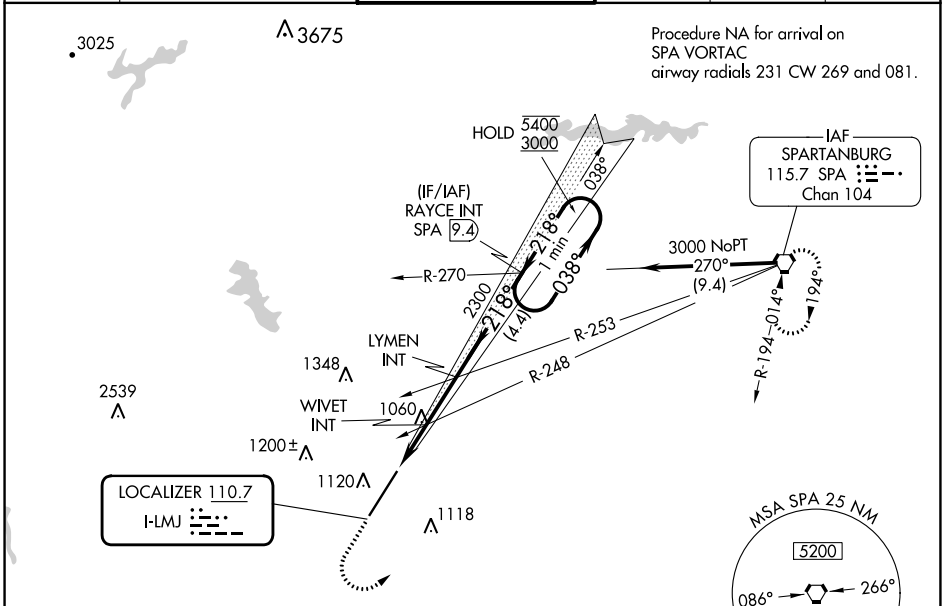 3025
3675
Procedure NA for arrival on
SPA VORTAC
airway radials 231 CW 269 and 081.
HOLD 5400
3000
IAF
SPARTANBURG
115.7 SPA
Chan 104
(IF/IAF)
RAYCE INT
SPA 9.4
038°
218°
1 min
038°
3000 NoPT
270°
(9.4)
R-270
2300
218°
(4.4)
194°
R-194
014°
R-253
R-248
LYMEN
INT
1348
2539
WIVET
INT
1060
1200±
1120
LOCALIZER 110.7
I-LMJ
1118
MSA SPA 25 NM
5200
086°
266°